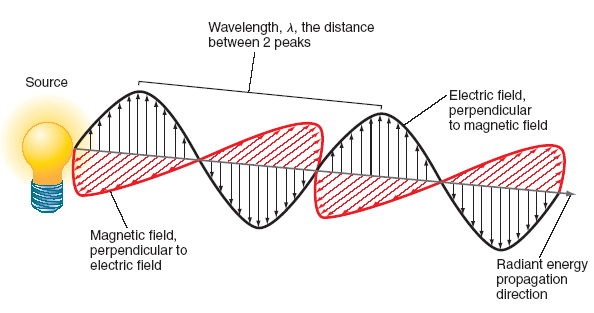 Wavelength, λ, the distance
between 2 peaks
Source
Electric field,
perpendicular
to magnetic field
Magnetic field,
perpendicular to
electric field
Radiant energy
propagation
direction